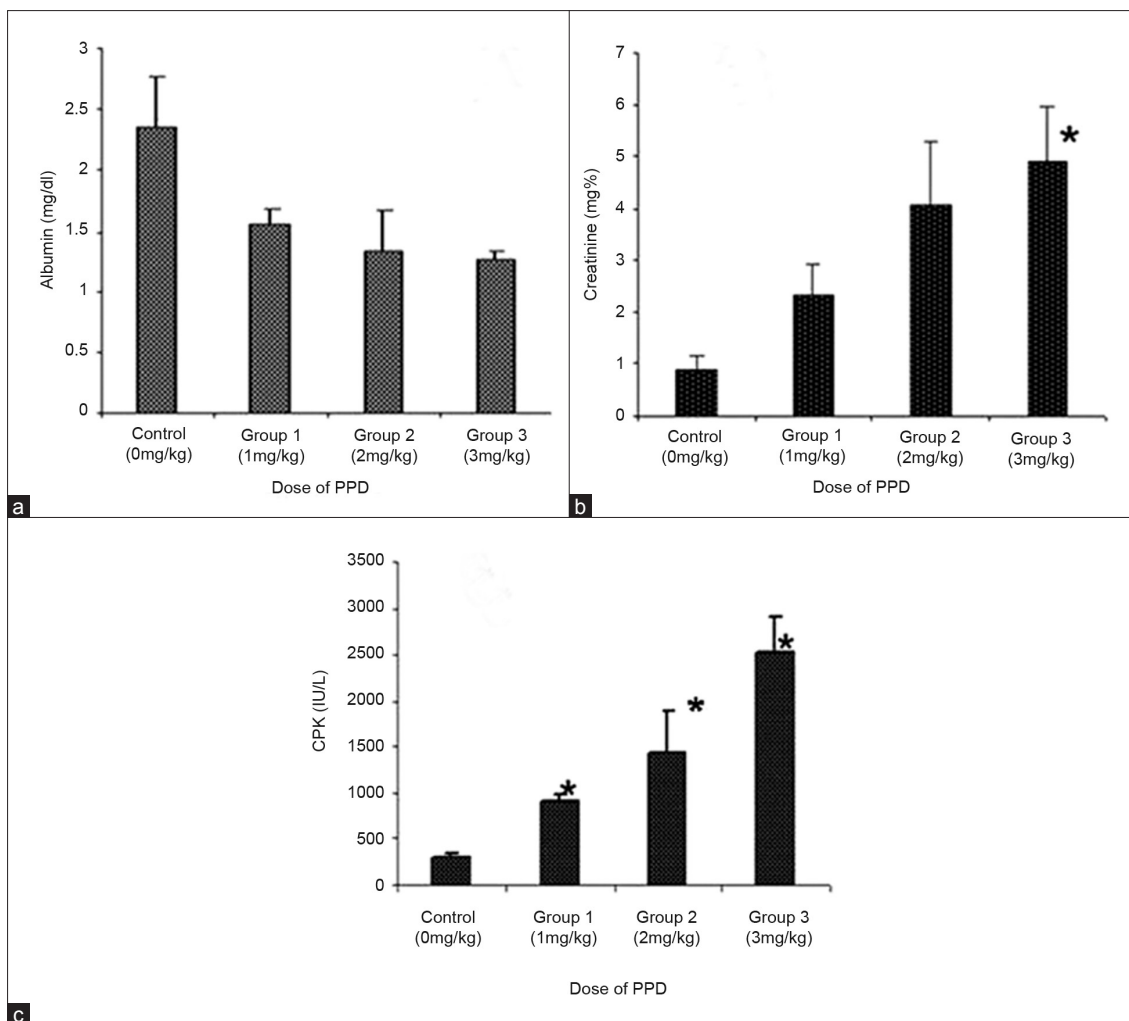 3
2.5
2
1.5
1
0.5
0
Albumin (mg/dl)
Control
(0mg/kg)
Group 1
(1mg/kg)
Group 2
(2mg/kg)
Group 3
(3mg/kg)
Dose of PPD
a
7
6
5
4
3
2
1
0
Creatinine (mg%)
*
Control
(0mg/kg)
Group 1
(1mg/kg)
Group 2
(2mg/kg)
Group 3
(3mg/kg)
Dose of PPD
b
3500
3000
2500
2000
1500
1000
500
0
CPK (IU/L)
*
*
*
Control
(0mg/kg)
Group 1
(1mg/kg)
Group 2
(2mg/kg)
Group 3
(3mg/kg)
Dose of PPD
c